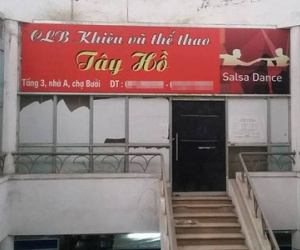 CLB Khiêu vũ thể thao
Tây Hồ
Tầng 3, nhà A, chợ Bưởi ĐT :
Salsa Dance